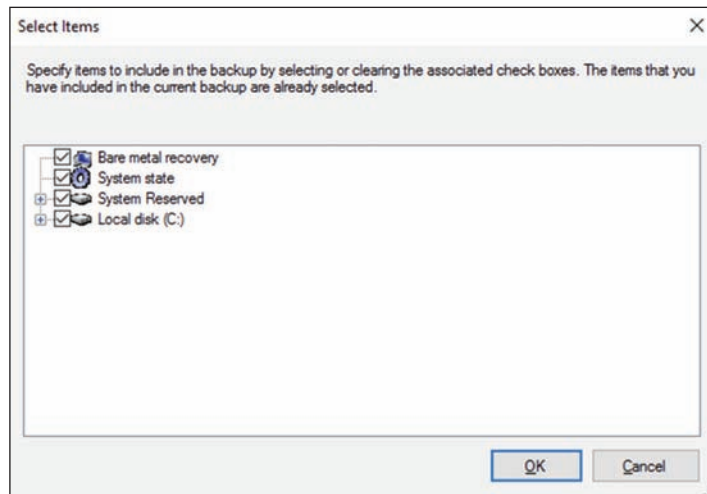 Select Items
Specify items to include in the backup by selecting or clearing the associated check boxes. The items that you
have included in the current backup are already selected.
Bare metal recovery
System state
System Reserved
Local disk (C:)
OK
Cancel